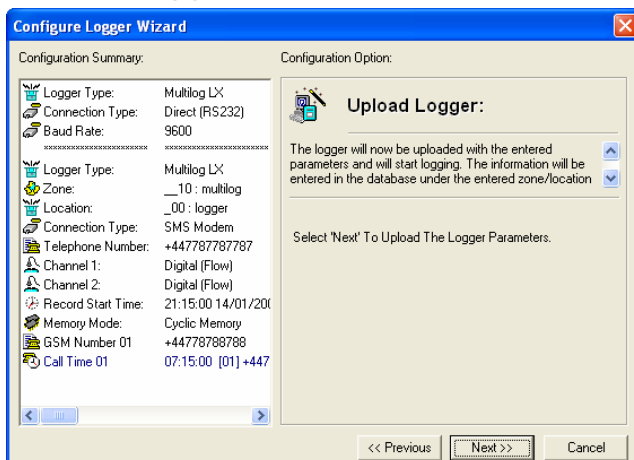 Configure Logger Wizard
Configuration Summary:
Logger Type: Multilog LX
Connection Type: Direct (RS232)
Baud Rate: 9600
xxxxxxxxxxxxxxxxxxxxxx xxxxxxxxxxxxxxxxxxxxxx
Logger Type: Multilog LX
Zone: __10 : multilog
Location: _00 : logger
Connection Type: SMS Modem
Telephone Number: +447787787787
Channel 1: Digital (Flow)
Channel 2: Digital (Flow)
Record Start Time: 21:15:00 14/01/200
Memory Mode: Cyclic Memory
GSM Number 01 +44778788788
Call Time 01 07:15:00 [01] +447
Configuration Option:
Upload Logger:
The logger will now be uploaded with the entered
parameters and will start logging. The information will be
entered in the database under the entered zone/location
Select 'Next' To Upload The Logger Parameters.
<< Previous Next >> Cancel